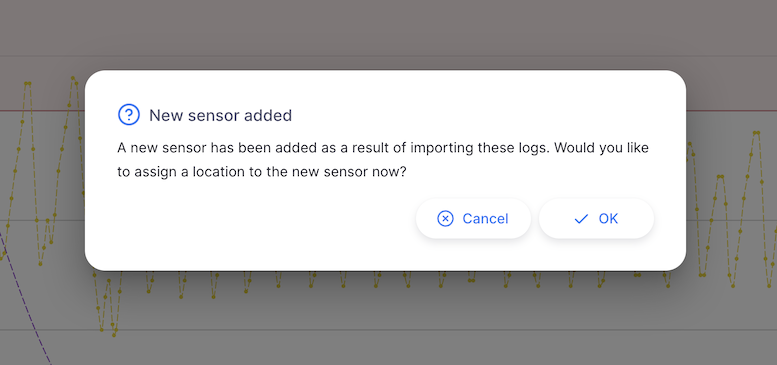 New sensor added
A new sensor has been added as a result of importing these logs. Would you like
to assign a location to the new sensor now?
Cancel
OK